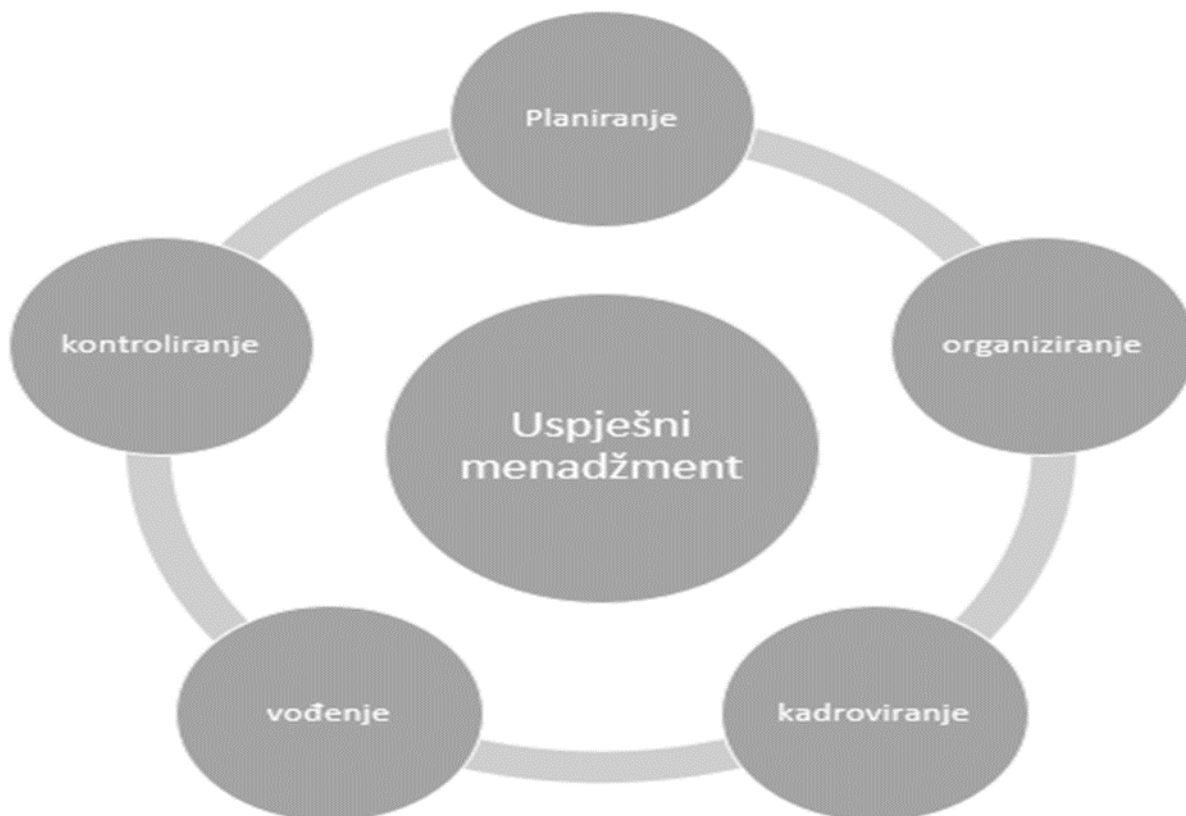 Planiranje
kontroliranje
organiziranje
Uspješni
menadžment
vođenje
kadroviranje